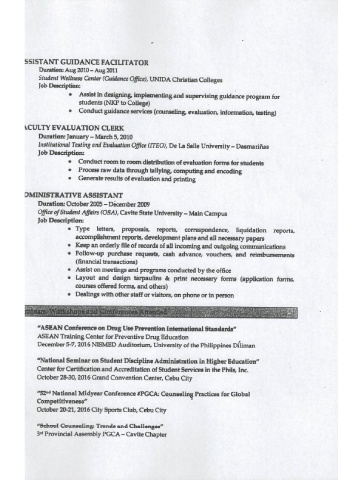 SSISTANT GUIDANCE FACILITATOR
Duration: Aug 2010 – Aug 2011
Student Wellness Center (Guidance Office), UNIDA Christian Colleges
Job Description:
• Assist in designing, implementing and supervising guidance program for
students (NKP to College)
• Conduct guidance services (counseling, evaluation, information, testing)
ACULTY EVALUATION CLERK
Duration: January – March 5, 2010
Institutional Testing and Evaluation Office (ITEO), De La Salle University – Dasmariñas
Job Description:
• Conduct room to room distribution of evaluation forms for students
• Process raw data through tallying, computing and encoding
• Generate results of evaluation and printing
DMINISTRATIVE ASSISTANT
Duration: October 2005 – December 2009
Office of Student Affairs (OSA), Cavite State University – Main Campus
Job Description:
• Type letters, proposals, reports, correspondence, liquidation reports,
accomplishment reports, development plans and all necessary papers
• Keep an orderly file of records of all incoming and outgoing communications
• Follow-up purchase requests, cash advance, vouchers, and reimbursements
(financial transactions)
• Assist on meetings and programs conducted by the office
• Layout and design tarpaulins & print necessary forms (application forms,
courses offered forms, and others)
• Dealings with other staff or visitors, on phone or in person
Workshops and Conferences Attended
"ASEAN Conference on Drug Use Prevention International Standards"
ASEAN Training Center for Preventive Drug Education
December 5-7, 2016 NISMED Auditorium, University of the Philippines Diliman
"National Seminar on Student Discipline Administration in Higher Education"
Center for Certification and Accreditation of Student Services in the Phils, Inc.
October 28-30, 2016 Grand Convention Center, Cebu City
"52nd National Midyear Conference #PGCA: Counseling Practices for Global
Competitiveness"
October 20-21, 2016 City Sports Club, Cebu City
"School Counseling: Trends and Challenges"
3rd Provincial Assembly PGCA – Cavite Chapter